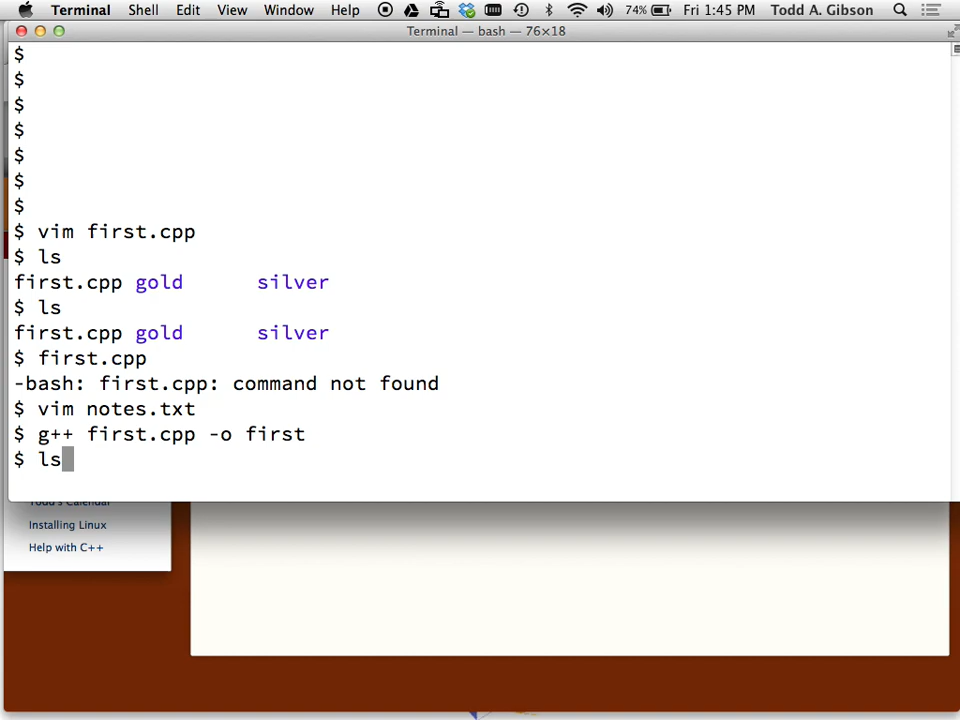 Terminal Shell Edit View Window Help 74% Fri 1:45 PM Todd A. Gibson
Terminal — bash — 76×18
$
$
$
$
$
$
$
$ vim first.cpp
$ ls
first.cpp gold silver
$ ls
first.cpp gold silver
$ first.cpp
-bash: first.cpp: command not found
$ vim notes.txt
$ g++ first.cpp -o first
$ ls
Todd's Calendar
Installing Linux
Help with C++